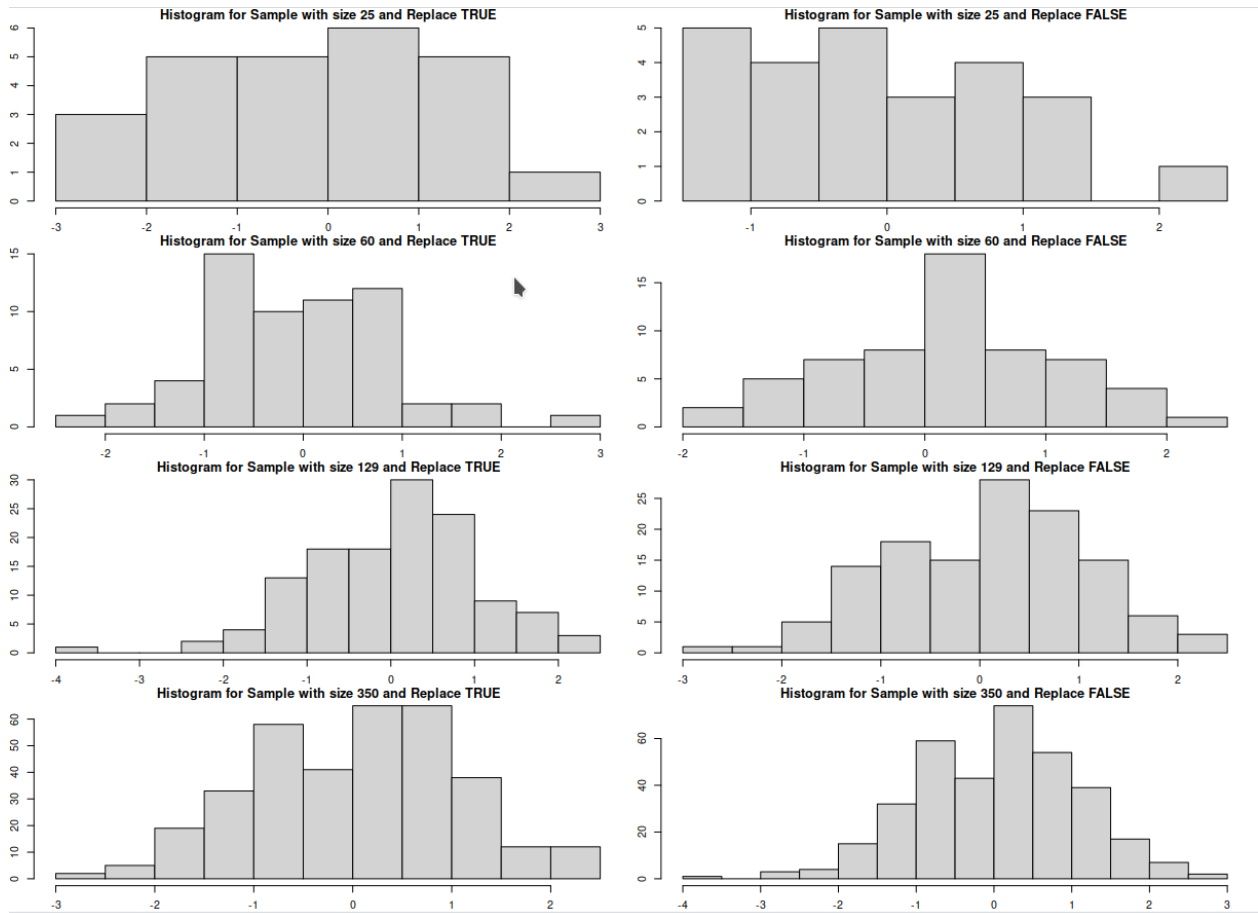 Histogram for Sample with size 25 and Replace TRUE
6
5
4
3
2
1
0
-3 -2 -1 0 1 2 3
Histogram for Sample with size 25 and Replace FALSE
5
4
3
2
1
0
-1 0 1 2
Histogram for Sample with size 60 and Replace TRUE
15
10
5
0
-2 -1 0 1 2 3
Histogram for Sample with size 60 and Replace FALSE
15
10
5
0
-2 -1 0 1 2
Histogram for Sample with size 129 and Replace TRUE
30
25
20
15
10
5
0
-4 -3 -2 -1 0 1 2
Histogram for Sample with size 129 and Replace FALSE
25
20
15
10
5
0
-3 -2 -1 0 1 2
Histogram for Sample with size 350 and Replace TRUE
60
50
40
30
20
10
0
-3 -2 -1 0 1 2
Histogram for Sample with size 350 and Replace FALSE
60
40
20
0
-4 -3 -2 -1 0 1 2 3